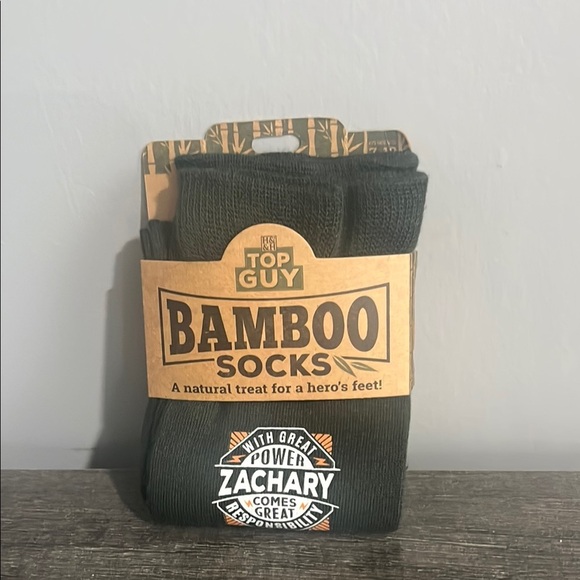 H&H
TOP
GUY
BAMBOO
SOCKS
A natural treat for a hero's feet!
WITH GREAT
POWER
ZACHARY
COMES
GREAT
RESPONSIBILITY